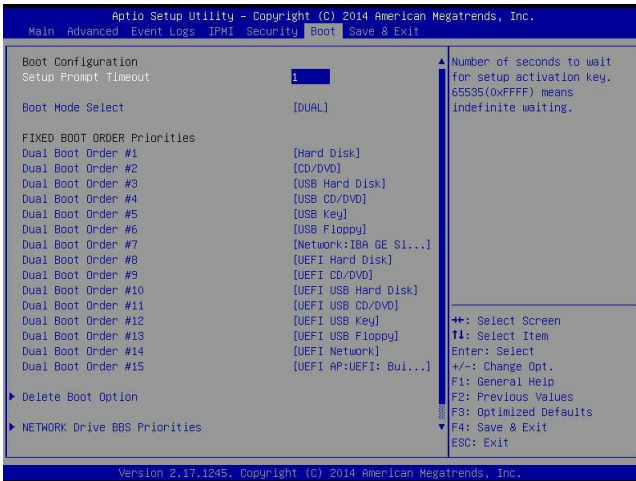 Aptio Setup Utility – Copyright (C) 2014 American Megatrends, Inc.
Main Advanced Event Logs IPMI Security Boot Save & Exit
Boot Configuration
Setup Prompt Timeout 1
Boot Mode Select [DUAL]
FIXED BOOT ORDER Priorities
Dual Boot Order #1 [Hard Disk]
Dual Boot Order #2 [CD/DVD]
Dual Boot Order #3 [USB Hard Disk]
Dual Boot Order #4 [USB CD/DVD]
Dual Boot Order #5 [USB Key]
Dual Boot Order #6 [USB Floppy]
Dual Boot Order #7 [Network:IBA GE Sl...]
Dual Boot Order #8 [UEFI Hard Disk]
Dual Boot Order #9 [UEFI CD/DVD]
Dual Boot Order #10 [UEFI USB Hard Disk]
Dual Boot Order #11 [UEFI USB CD/DVD]
Dual Boot Order #12 [UEFI USB Key]
Dual Boot Order #13 [UEFI USB Floppy]
Dual Boot Order #14 [UEFI Network]
Dual Boot Order #15 [UEFI AP:UEFI: Bui...]
Delete Boot Option
NETWORK Drive BBS Priorities
Number of seconds to wait
for setup activation key.
65535(0xFFFF) means
indefinite waiting.
→←: Select Screen
↑↓: Select Item
Enter: Select
+/-: Change Opt.
F1: General Help
F2: Previous Values
F3: Optimized Defaults
F4: Save & Exit
ESC: Exit
Version 2.17.1245. Copyright (C) 2014 American Megatrends, Inc.